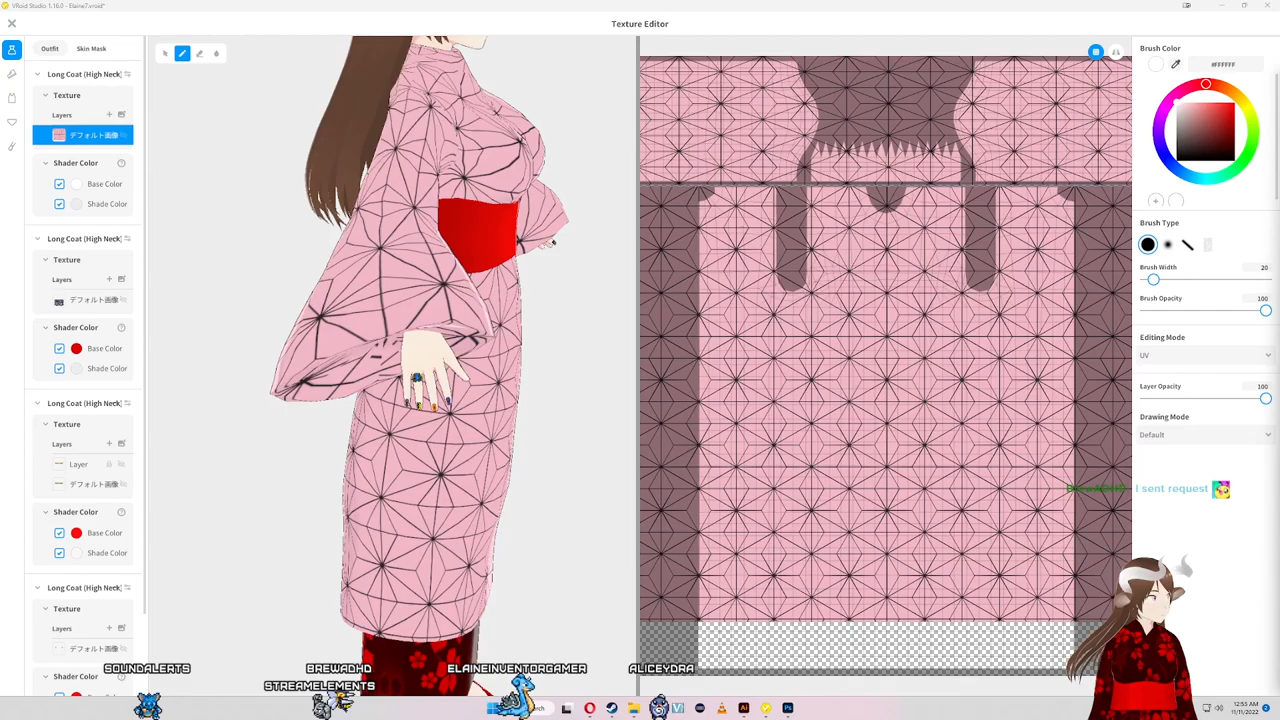 VRoid Studio 1.16.0 - Elaine7.vroid*
Texture Editor
Outfit
Skin Mask
Long Coat (High Neck)
Texture
Layers
デフォルト画像
Shader Color
Base Color
Shade Color
Long Coat (High Neck)
Texture
Layers
デフォルト画像
Shader Color
Base Color
Shade Color
Long Coat (High Neck)
Texture
Layers
Layer
デフォルト画像
Shader Color
Base Color
Shade Color
Long Coat (High Neck)
Texture
Layers
デフォルト画像
Shader Color
Brush Color
#FFFFFF
Brush Type
Brush Width
20
Brush Opacity
100
Editing Mode
UV
Layer Opacity
100
Drawing Mode
Default
BrewADHD I sent request
SOUNDALERTS
BREWADHD
ELAINEINVENTORGAMER
ALICEYDRA
STREAMELEMENTS
12:55 AM
11/11/2022